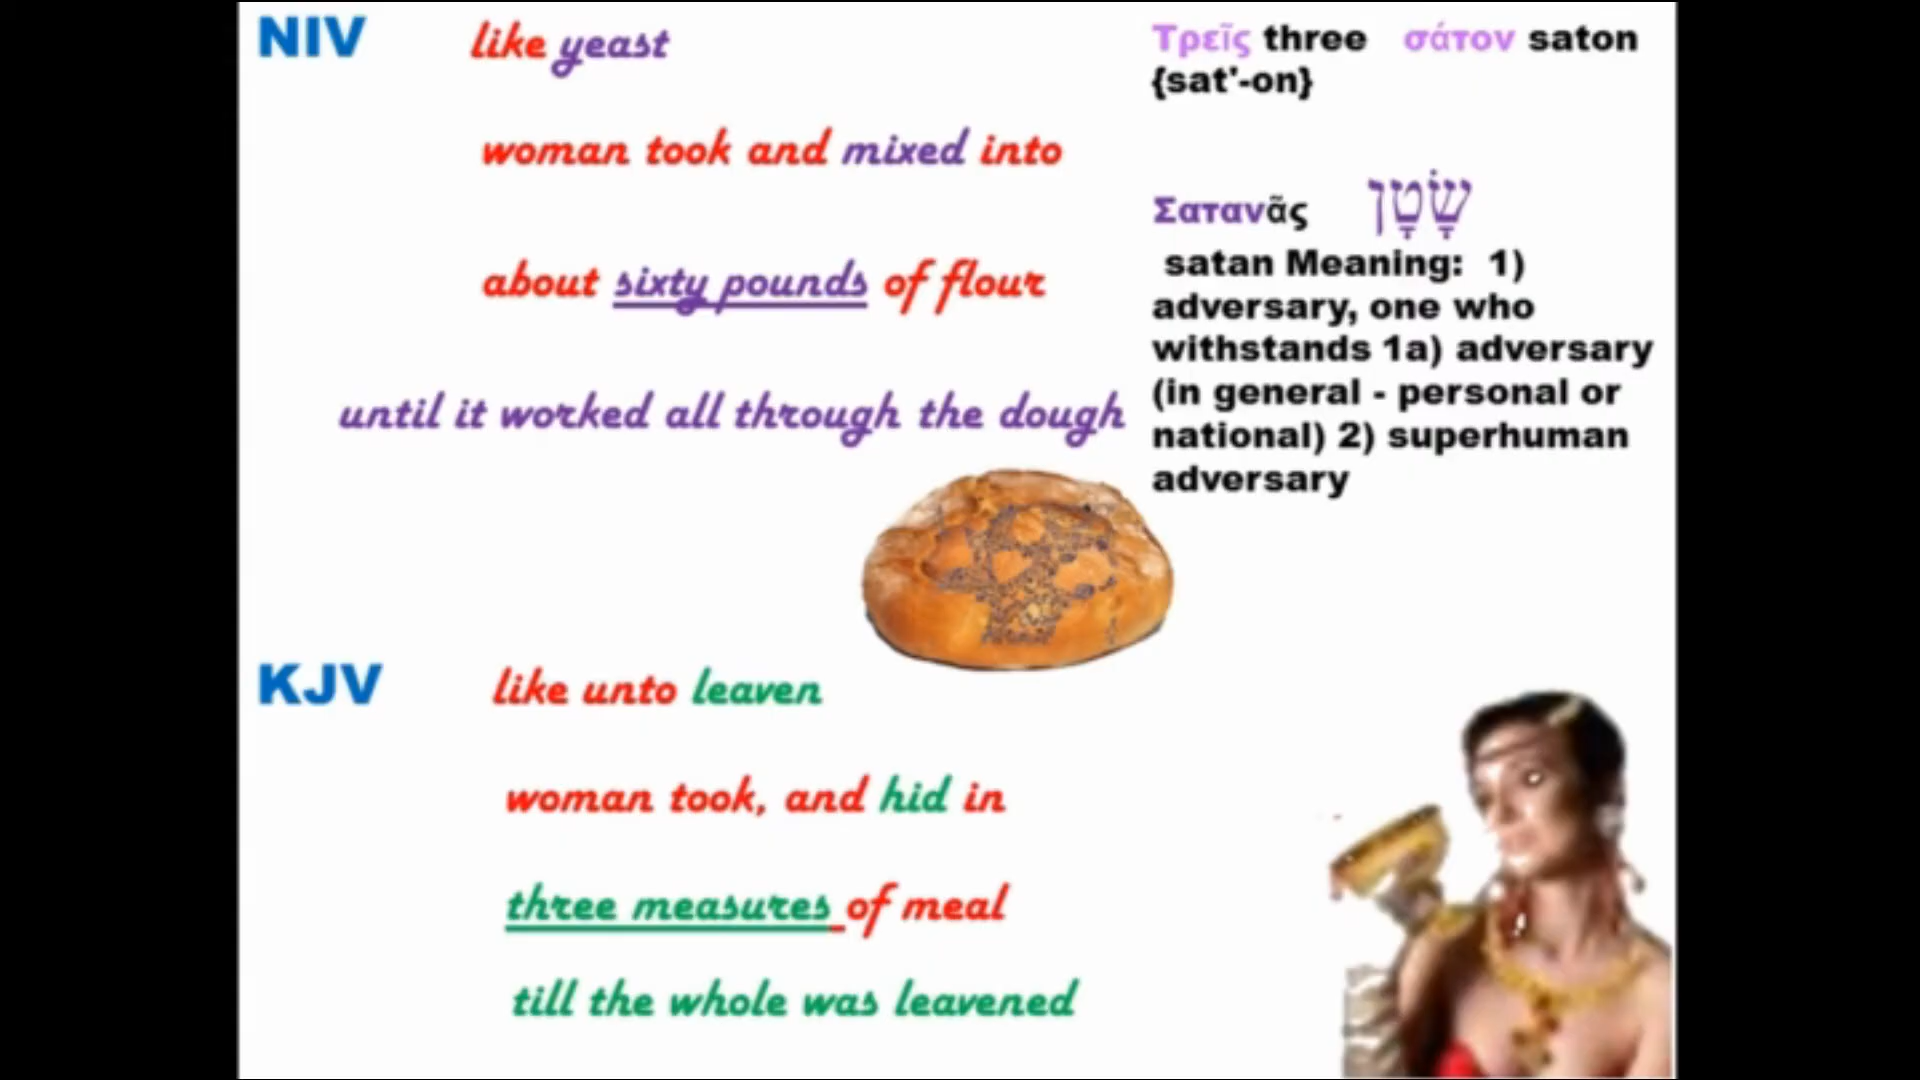 NIV like yeast
woman took and mixed into
about sixty pounds of flour
until it worked all through the dough
Τρεῖς three σάτον saton
{sat'-on}
Σατανᾶς שָׂטָן
satan Meaning: 1)
adversary, one who
withstands 1a) adversary
(in general - personal or
national) 2) superhuman
adversary
KJV like unto leaven
woman took, and hid in
three measures of meal
till the whole was leavened